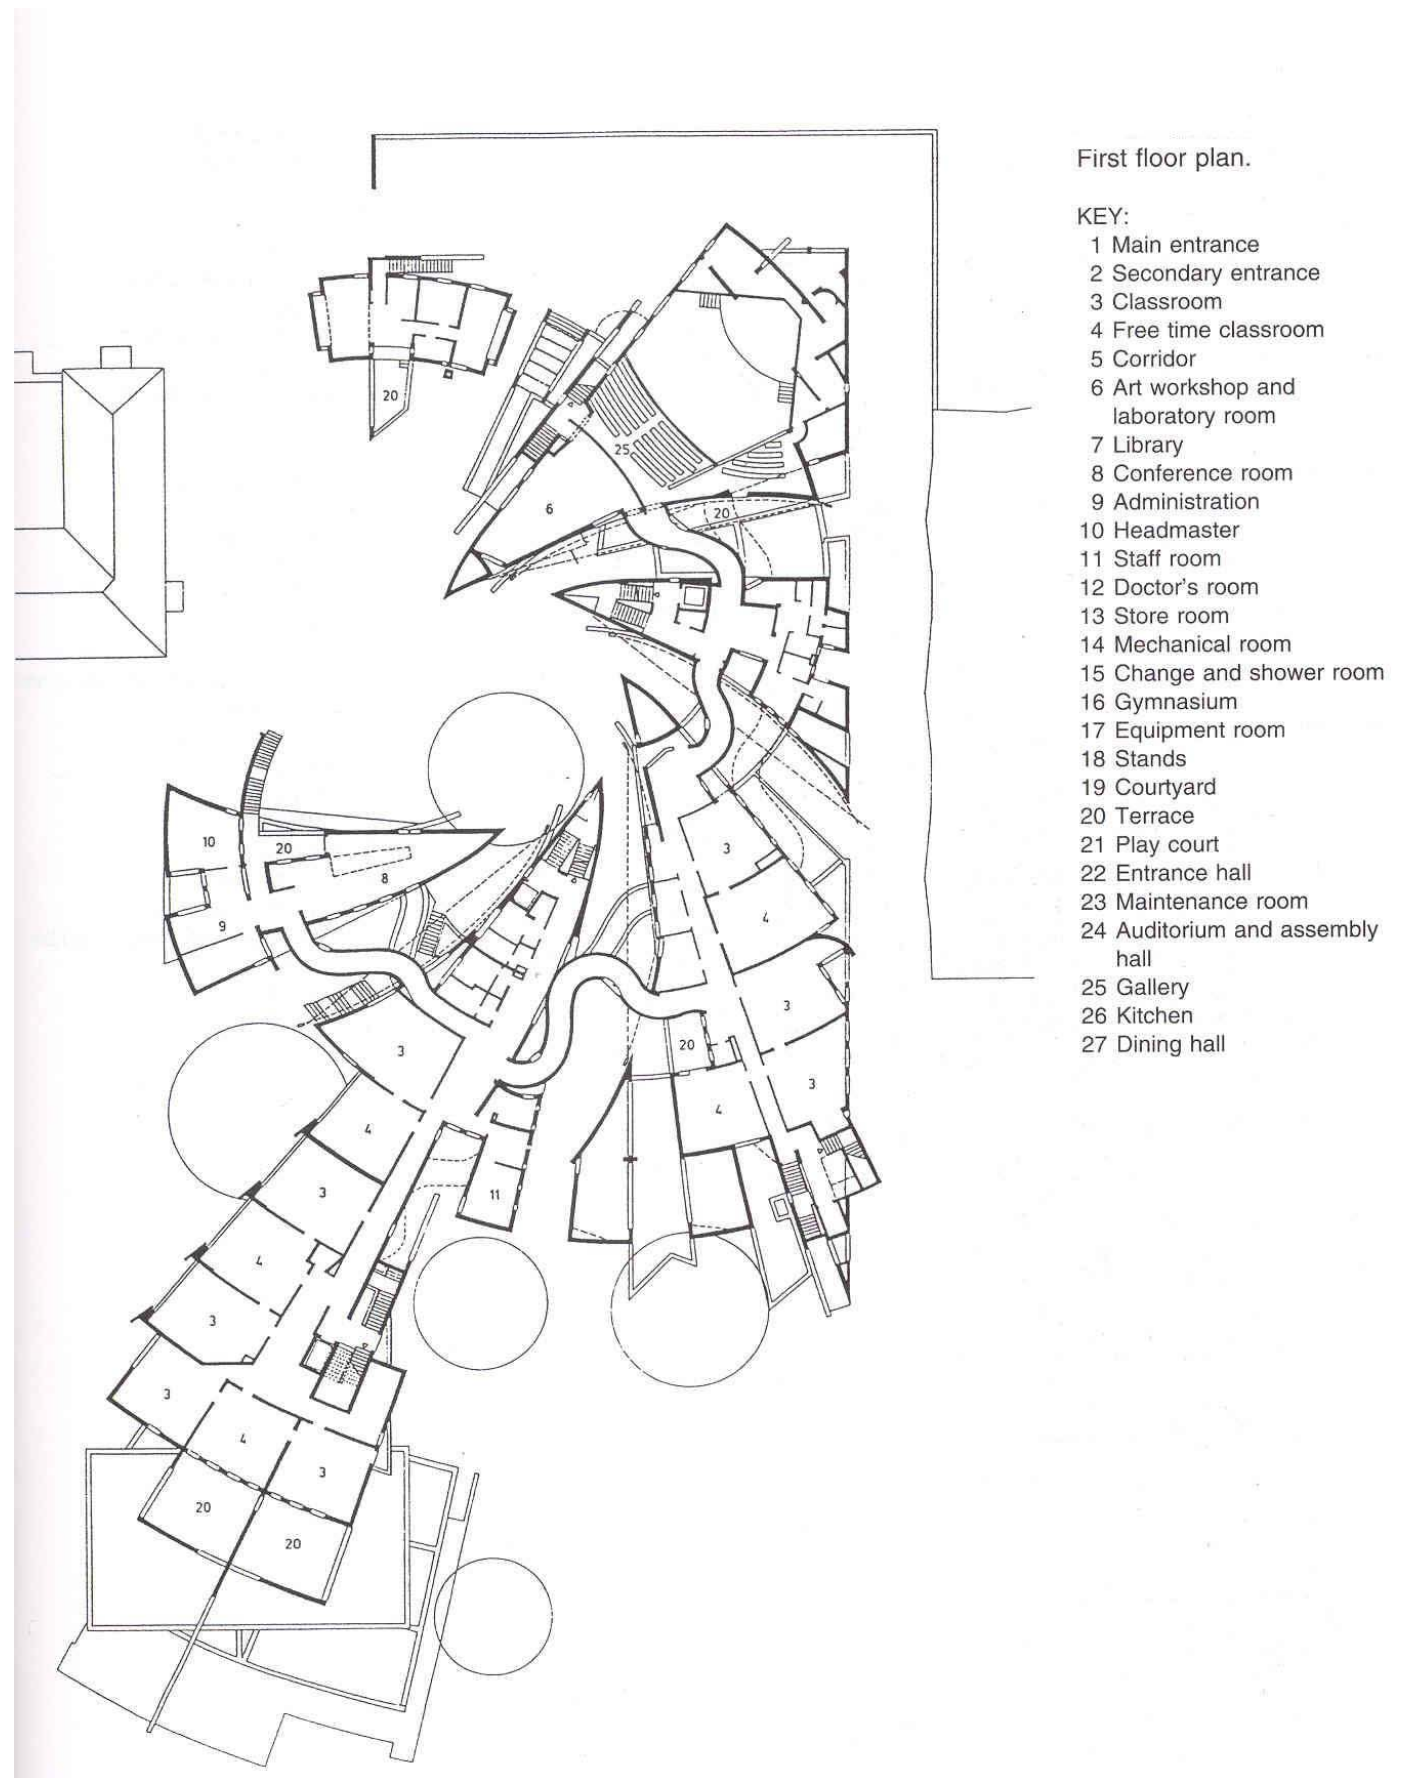 First floor plan.
KEY:
1 Main entrance
2 Secondary entrance
3 Classroom
4 Free time classroom
5 Corridor
6 Art workshop and
laboratory room
7 Library
8 Conference room
9 Administration
10 Headmaster
11 Staff room
12 Doctor's room
13 Store room
14 Mechanical room
15 Change and shower room
16 Gymnasium
17 Equipment room
18 Stands
19 Courtyard
20 Terrace
21 Play court
22 Entrance hall
23 Maintenance room
24 Auditorium and assembly
hall
25 Gallery
26 Kitchen
27 Dining hall
20
25
6
20
10
20
8
9
3
4
3
20
3
4
3
4
3
11
4
3
3
4
3
20
20